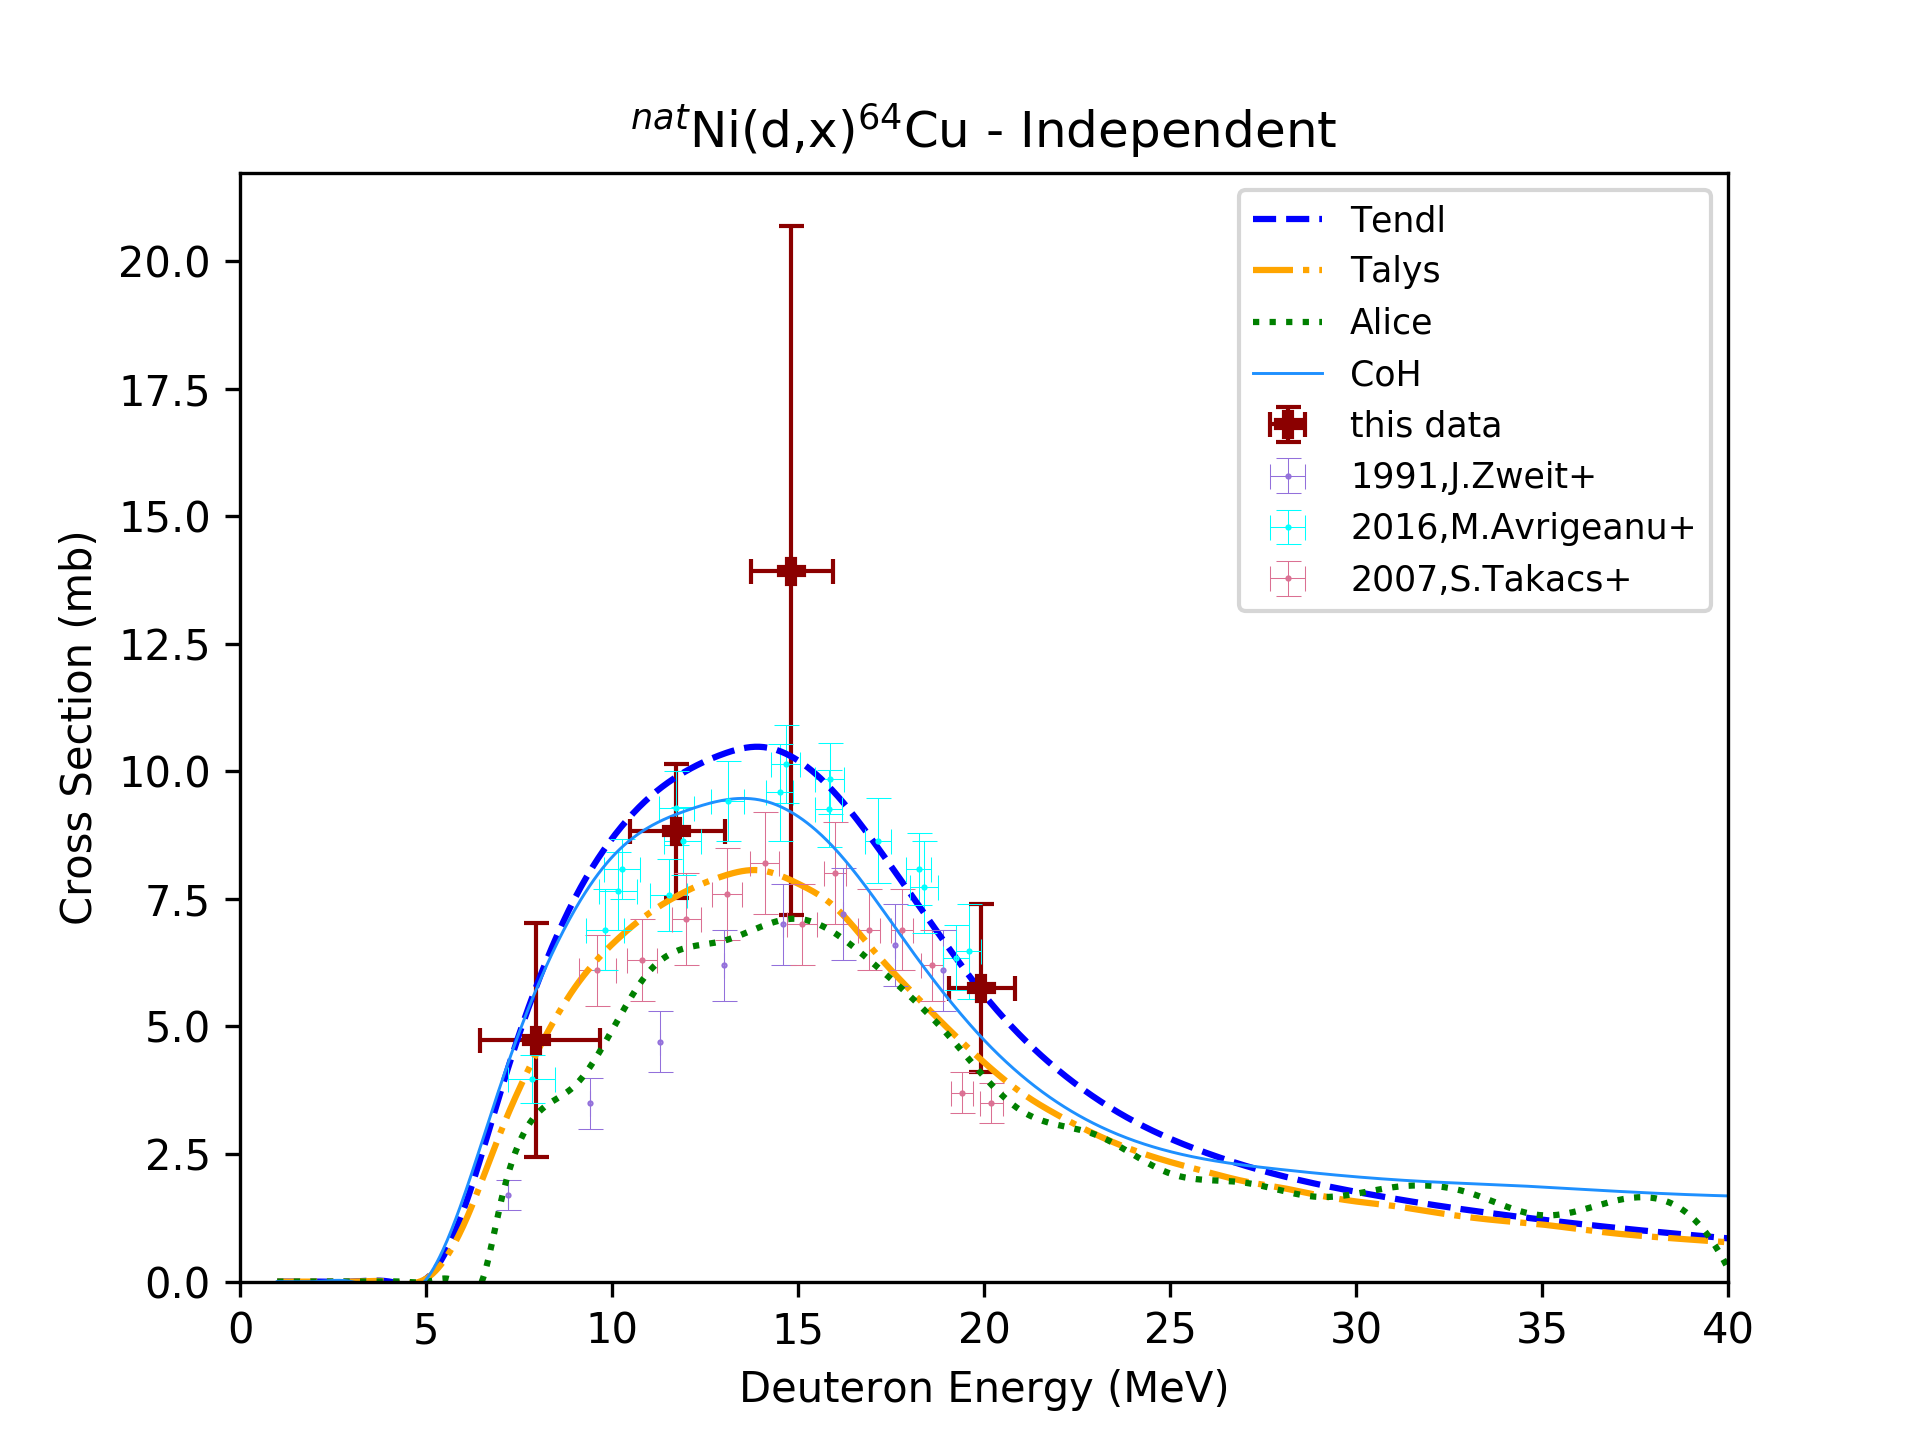 natNi(d,x)64Cu - Independent
Tendl
Talys
Alice
CoH
this data
1991,J.Zweit+
2016,M.Avrigeanu+
2007,S.Takacs+
Cross Section (mb)
20.0
17.5
15.0
12.5
10.0
7.5
5.0
2.5
0.0
0 5 10 15 20 25 30 35 40
Deuteron Energy (MeV)